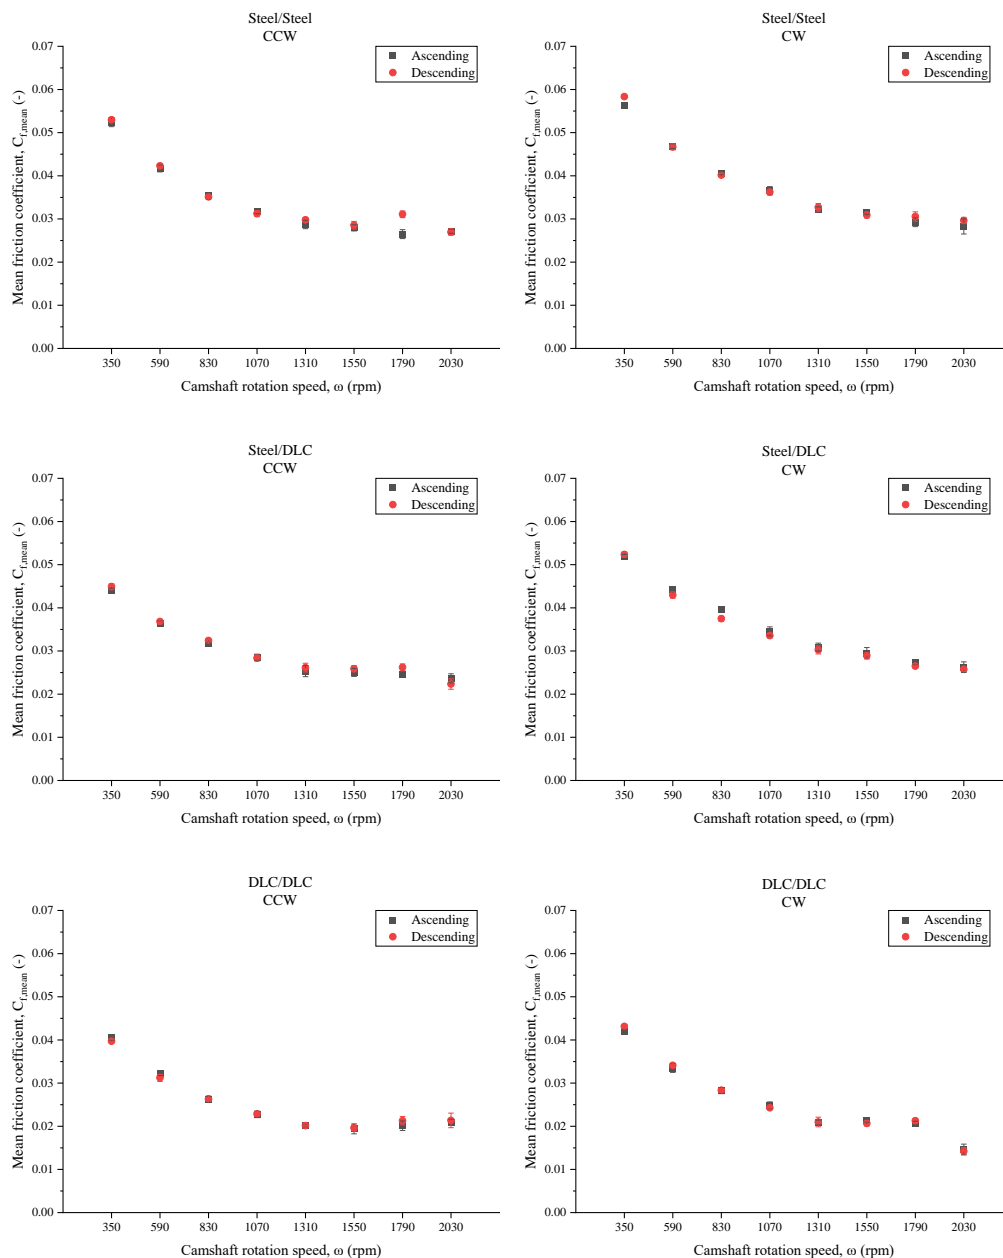 Steel/Steel
CCW
Ascending
Descending
Mean friction coefficient, C_f,mean (-)
0.07
0.06
0.05
0.04
0.03
0.02
0.01
0.00
350 590 830 1070 1310 1550 1790 2030
Camshaft rotation speed, ω (rpm)
Steel/Steel
CW
Ascending
Descending
Mean friction coefficient, C_f,mean (-)
0.07
0.06
0.05
0.04
0.03
0.02
0.01
0.00
350 590 830 1070 1310 1550 1790 2030
Camshaft rotation speed, ω (rpm)
Steel/DLC
CCW
Ascending
Descending
Mean friction coefficient, C_f,mean (-)
0.07
0.06
0.05
0.04
0.03
0.02
0.01
0.00
350 590 830 1070 1310 1550 1790 2030
Camshaft rotation speed, ω (rpm)
Steel/DLC
CW
Ascending
Descending
Mean friction coefficient, C_f,mean (-)
0.07
0.06
0.05
0.04
0.03
0.02
0.01
0.00
350 590 830 1070 1310 1550 1790 2030
Camshaft rotation speed, ω (rpm)
DLC/DLC
CCW
Ascending
Descending
Mean friction coefficient, C_f,mean (-)
0.07
0.06
0.05
0.04
0.03
0.02
0.01
0.00
350 590 830 1070 1310 1550 1790 2030
Camshaft rotation speed, ω (rpm)
DLC/DLC
CW
Ascending
Descending
Mean friction coefficient, C_f,mean (-)
0.07
0.06
0.05
0.04
0.03
0.02
0.01
0.00
350 590 830 1070 1310 1550 1790 2030
Camshaft rotation speed, ω (rpm)